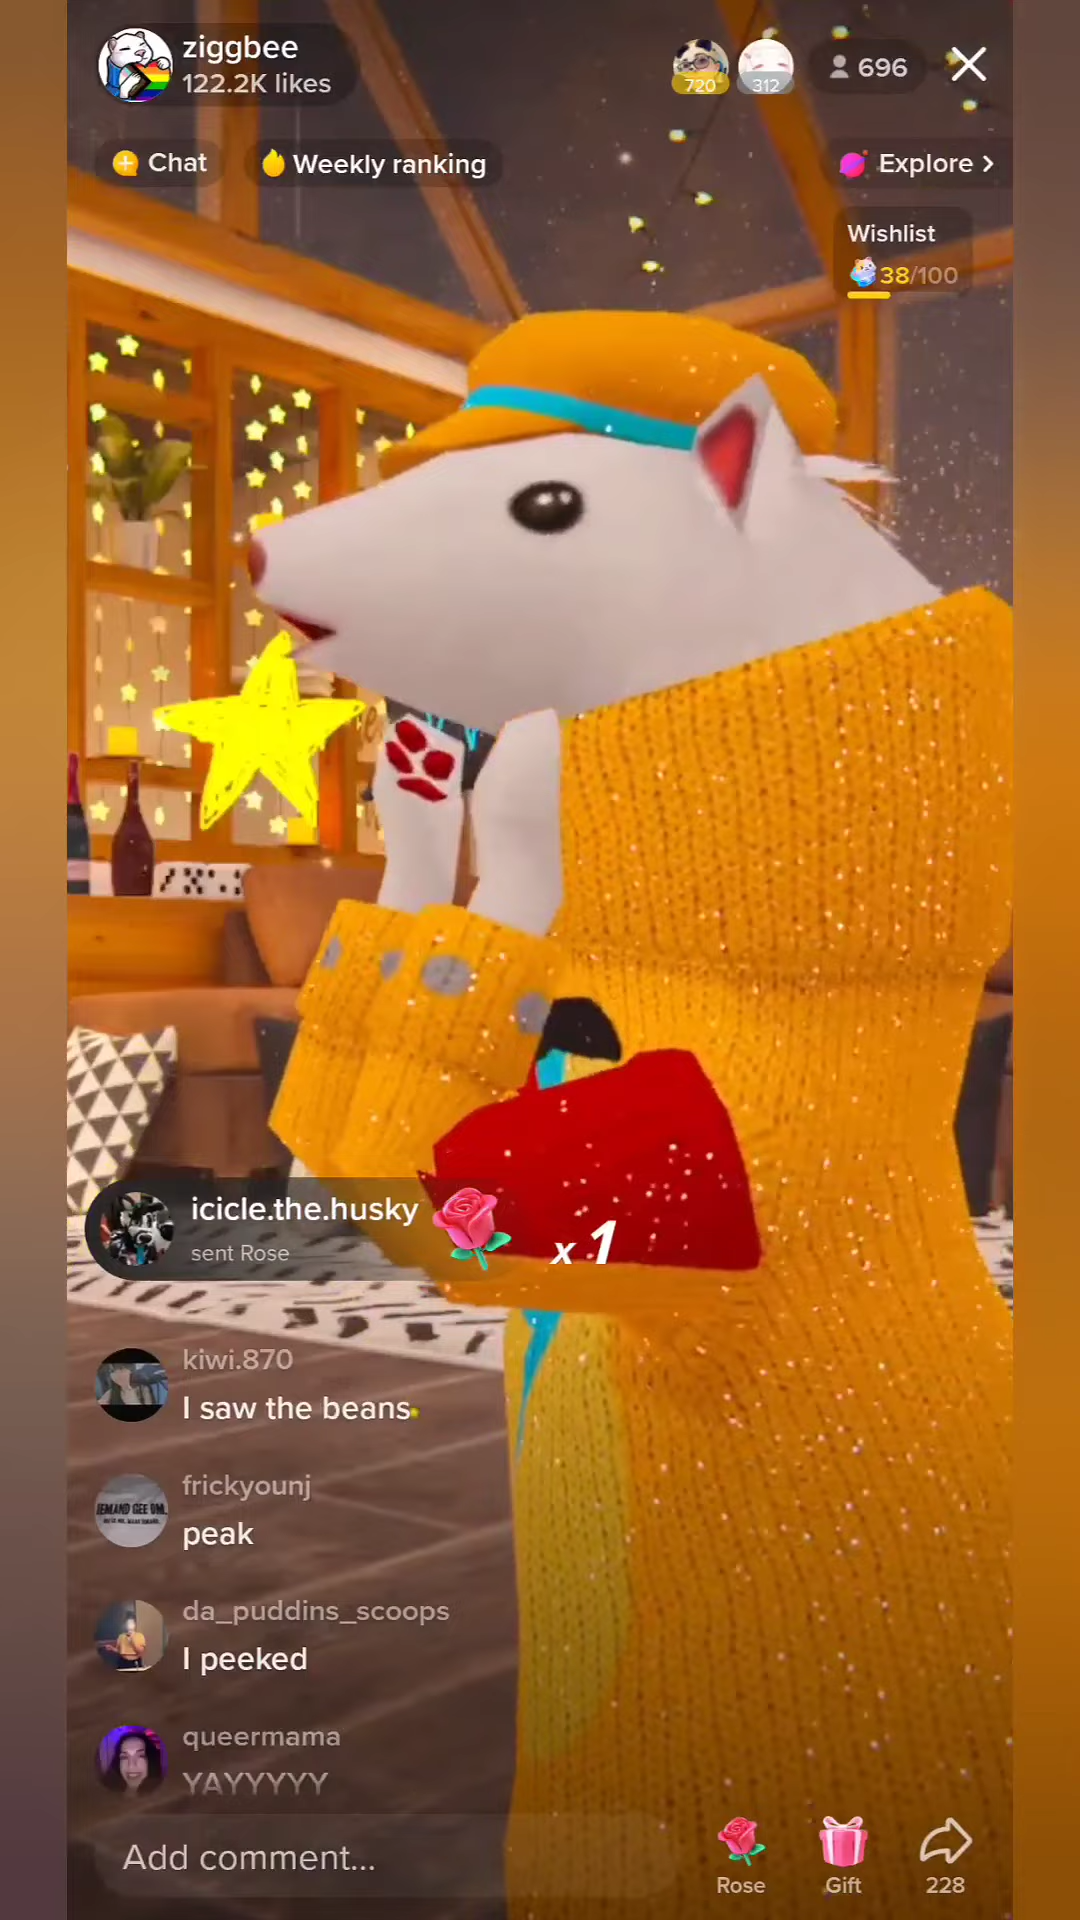 ziggbee
122.2K likes
720
312
696
Chat
Weekly ranking
Explore >
Wishlist
38/100
icicle.the.husky
sent Rose
x 1
kiwi.870
I saw the beans
frickyounj
peak
da_puddins_scoops
I peeked
queermama
YAYYYYY
Add comment...
Rose
Gift
228